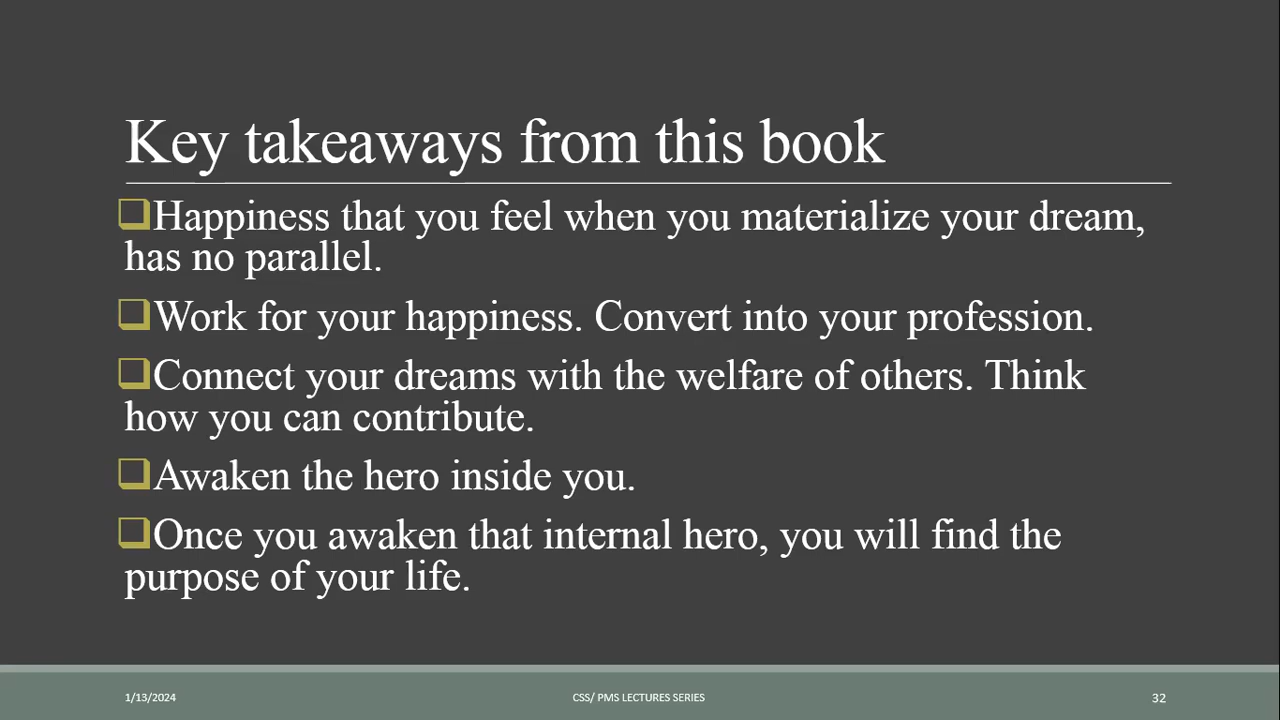 Key takeaways from this book
❑Happiness that you feel when you materialize your dream,
has no parallel.
❑Work for your happiness. Convert into your profession.
❑Connect your dreams with the welfare of others. Think
how you can contribute.
❑Awaken the hero inside you.
❑Once you awaken that internal hero, you will find the
purpose of your life.
1/13/2024
CSS/ PMS LECTURES SERIES
32